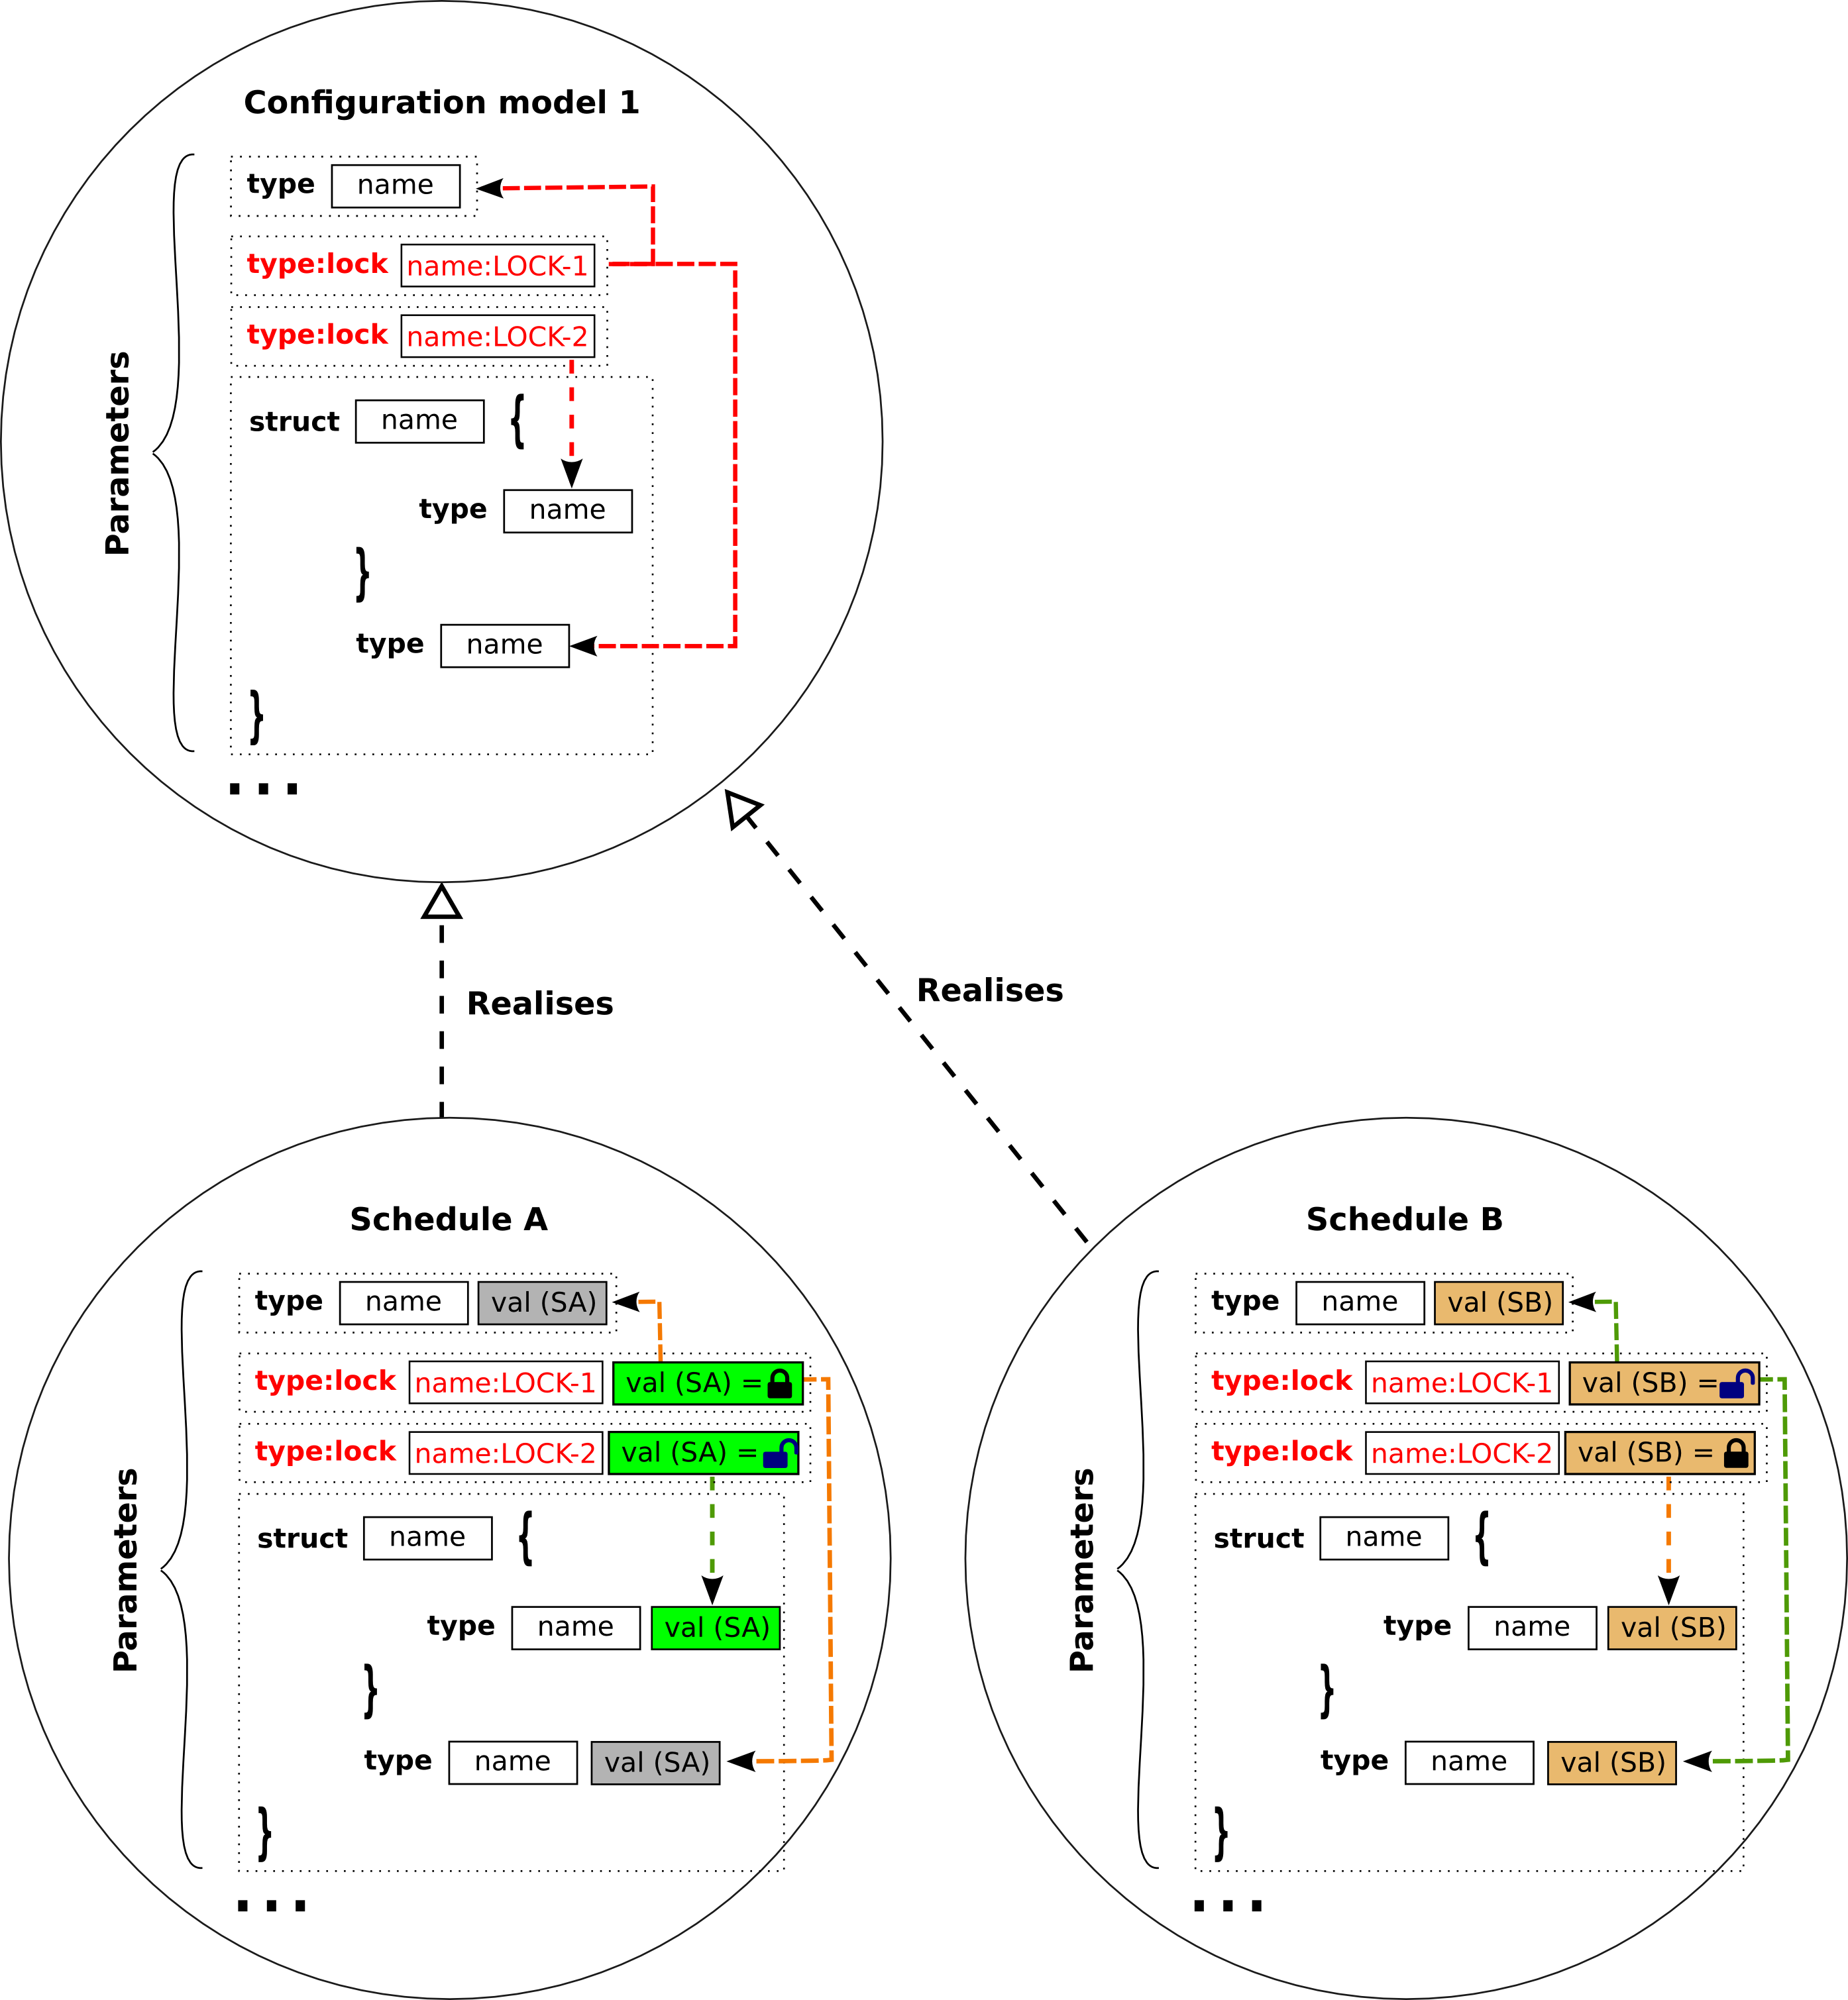 Configuration model 1
Parameters
type name
type:lock name:LOCK-1
type:lock name:LOCK-2
struct name {
type name
}
type name
}
...
Realises
Realises
Schedule A
Parameters
type name val (SA)
type:lock name:LOCK-1 val (SA) =
type:lock name:LOCK-2 val (SA) =
struct name {
type name val (SA)
}
type name val (SA)
}
...
Schedule B
Parameters
type name val (SB)
type:lock name:LOCK-1 val (SB) =
type:lock name:LOCK-2 val (SB) =
struct name {
type name val (SB)
}
type name val (SB)
}
...